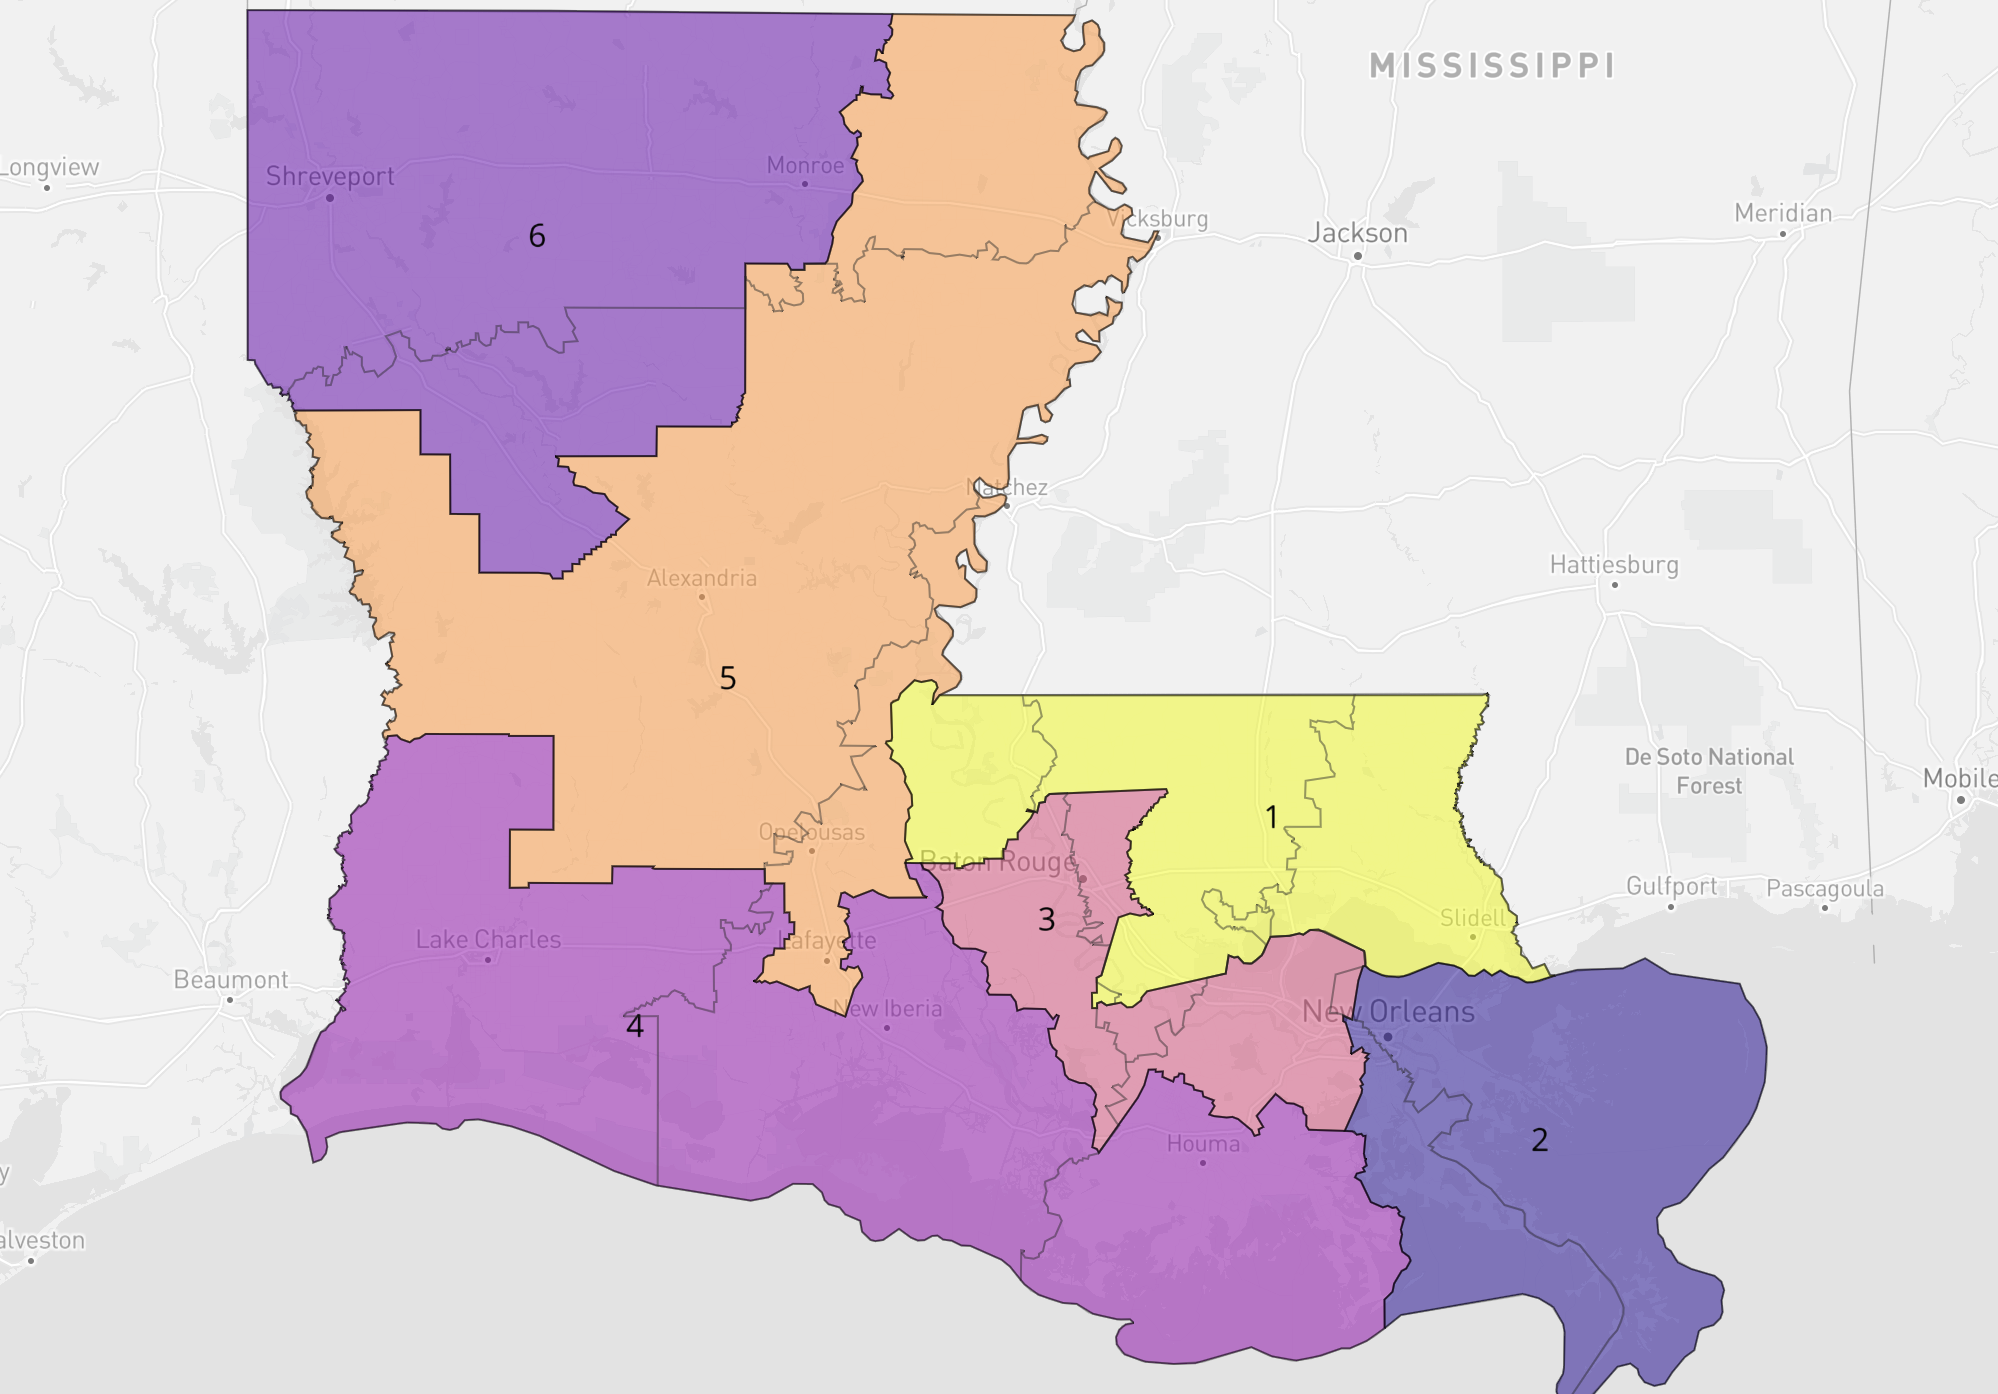 MISSISSIPPI
Longview
Shreveport
Monroe
6
Vicksburg
Jackson
Meridian
Natchez
Alexandria
Hattiesburg
5
De Soto National
Forest
Mobile
Opelousas
1
Baton Rouge
3
Gulfport
Pascagoula
Slidell
Lake Charles
Lafayette
Beaumont
New Iberia
New Orleans
4
2
Houma
y
alveston